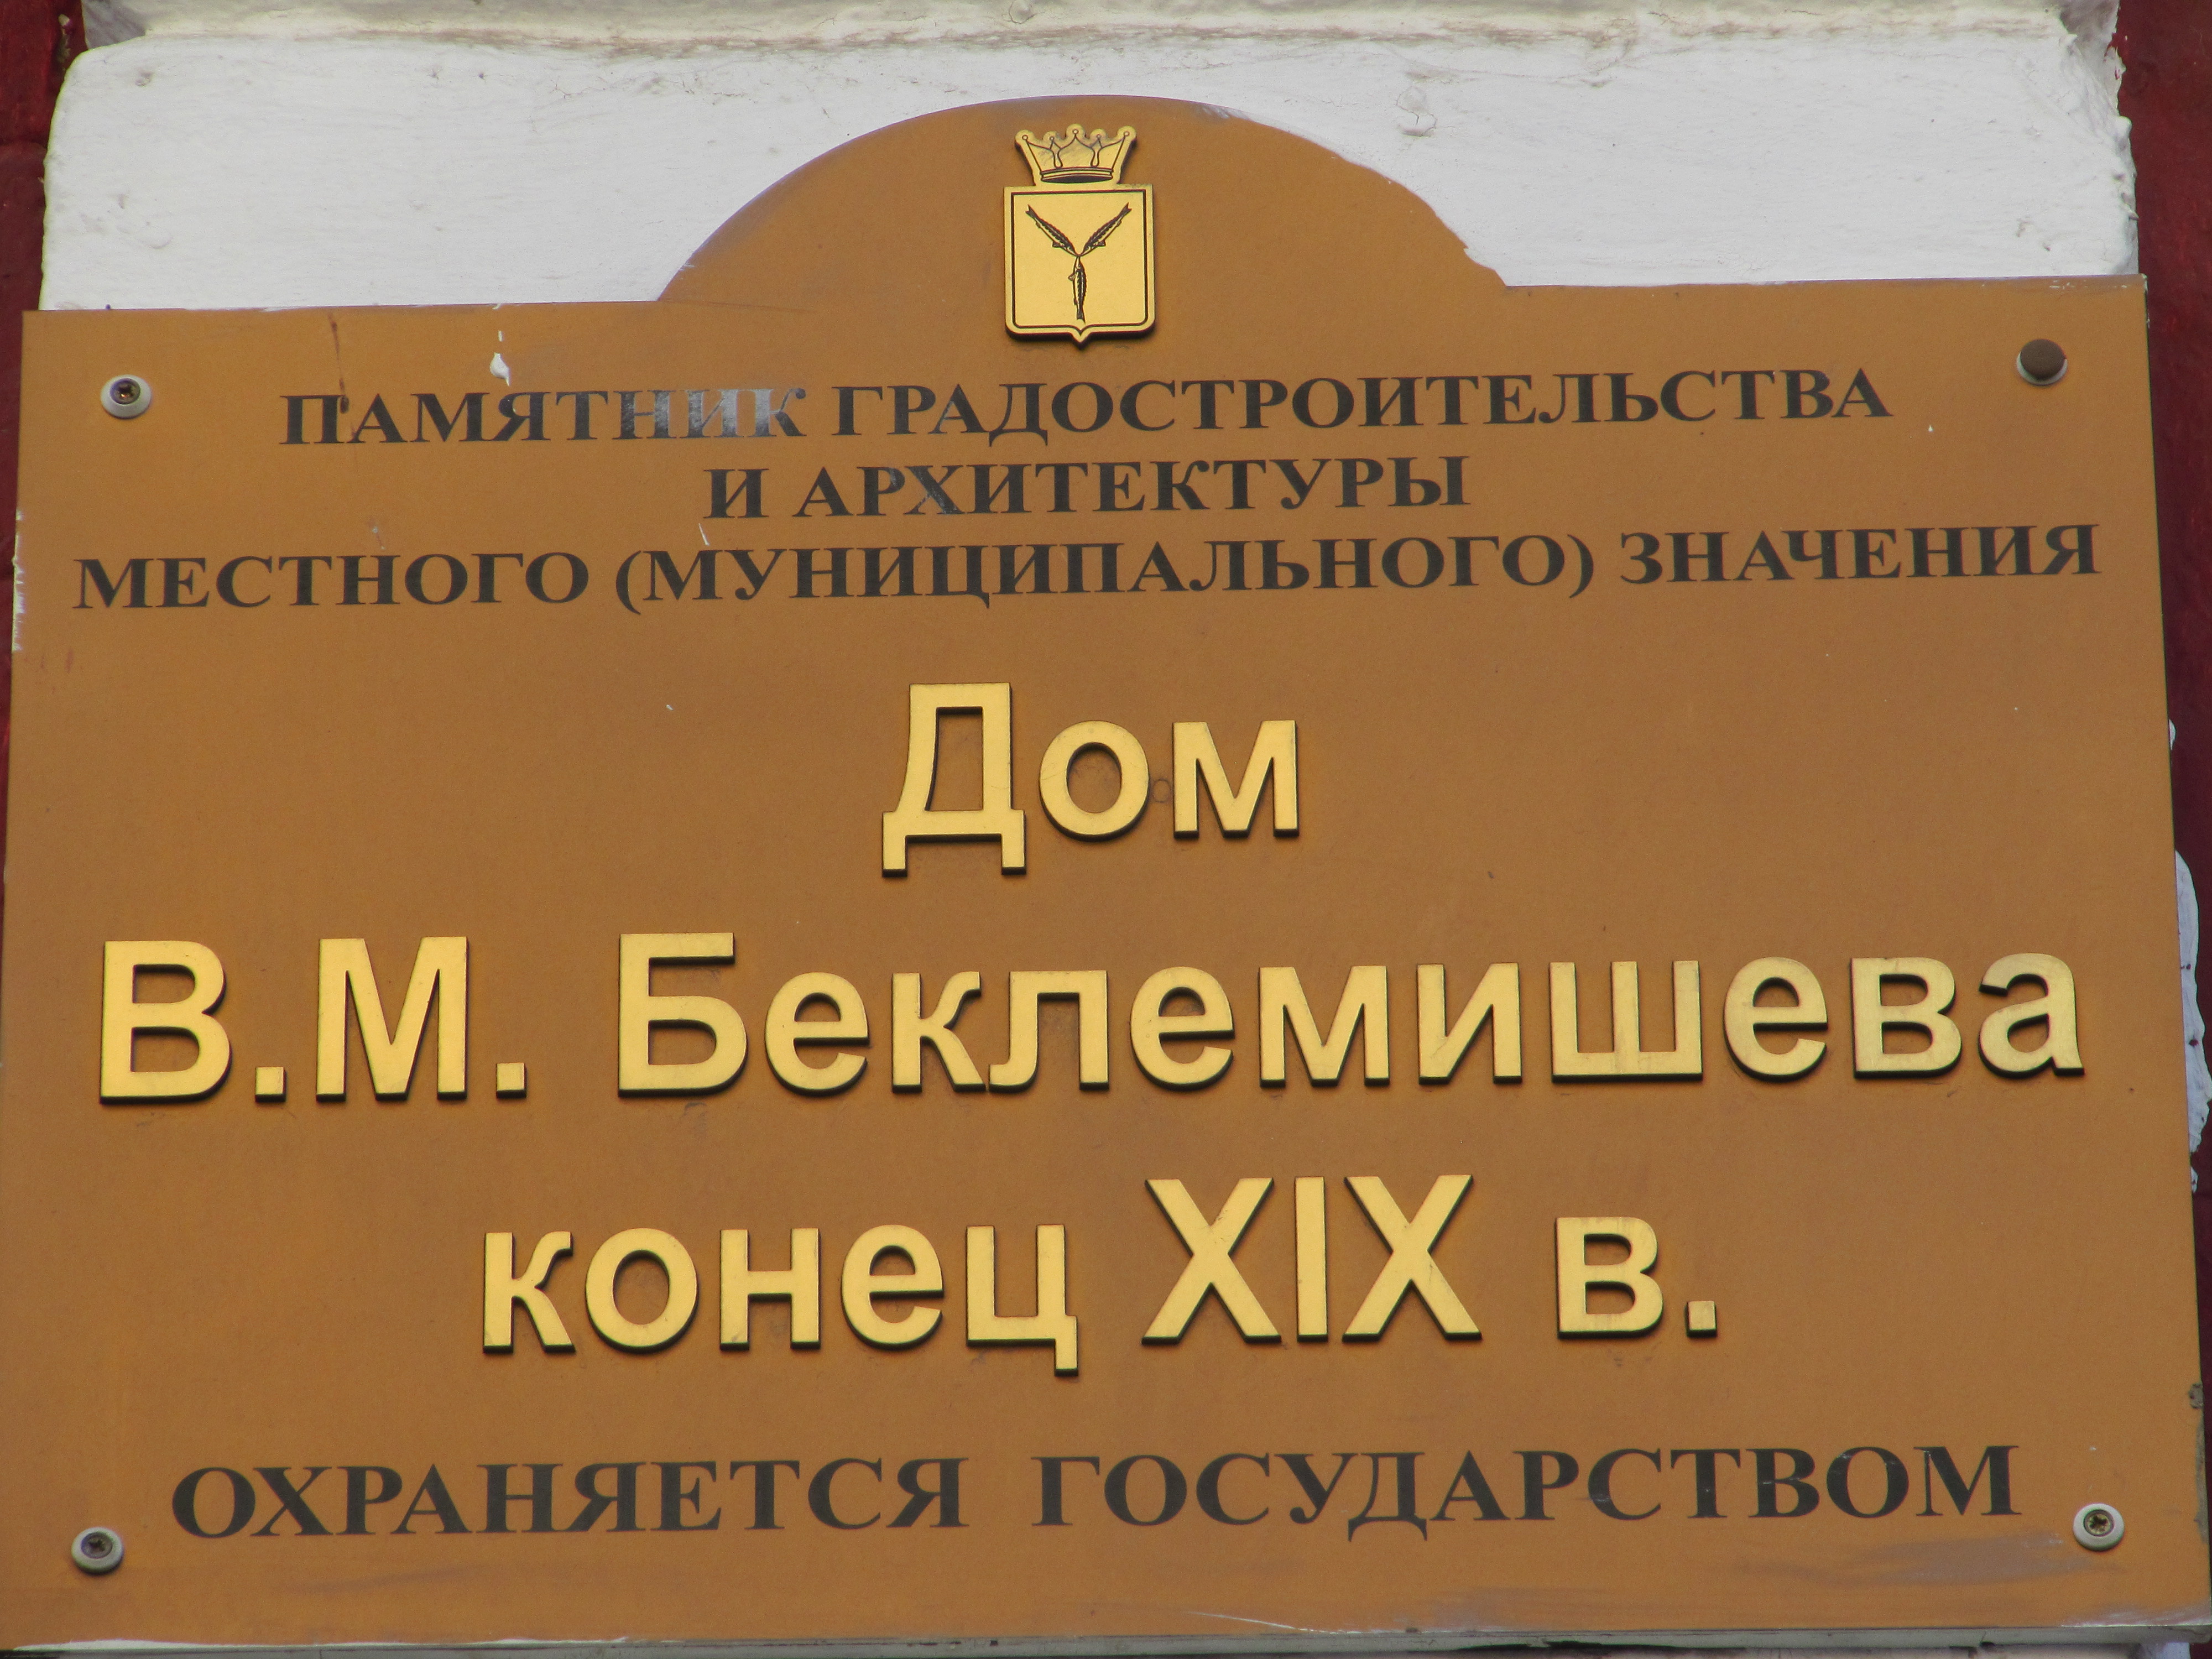 ПАМЯТНИК ГРАДОСТРОИТЕЛЬСТВА
И АРХИТЕКТУРЫ
МЕСТНОГО (МУНИЦИПАЛЬНОГО) ЗНАЧЕНИЯ
Дом
В.М. Беклемишева
конец XIX в.
ОХРАНЯЕТСЯ ГОСУДАРСТВОМ